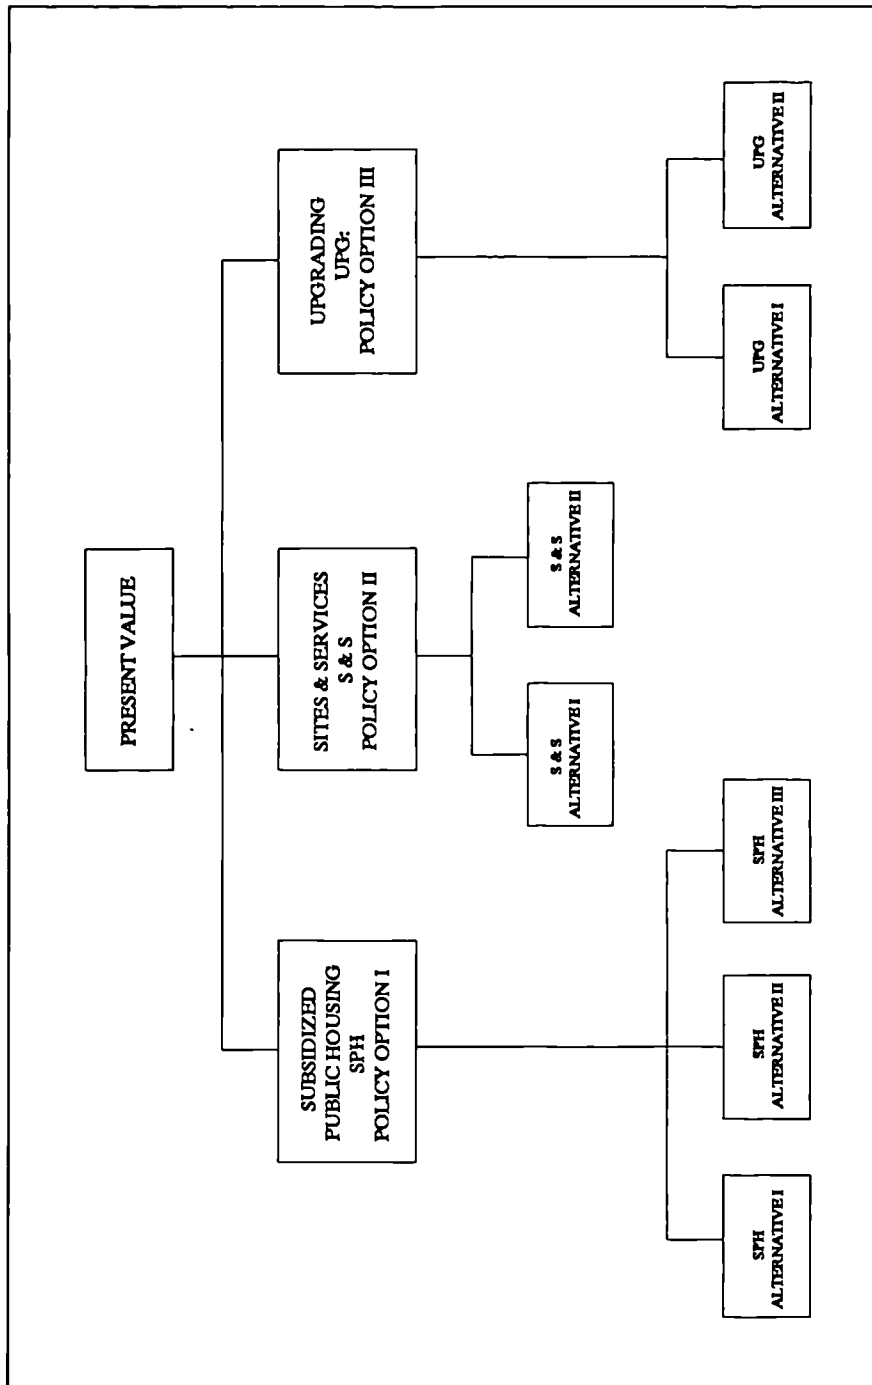 PRESENT VALUE
SUBSIDIZED
PUBLIC HOUSING
SPH
POLICY OPTION I
SITES & SERVICES
S & S
POLICY OPTION II
UPGRADING
UPG:
POLICY OPTION III
S & S
ALTERNATIVE I
S & S
ALTERNATIVE II
SPH
ALTERNATIVE I
SPH
ALTERNATIVE II
SPH
ALTERNATIVE III
UPG
ALTERNATIVE I
UPG
ALTERNATIVE II